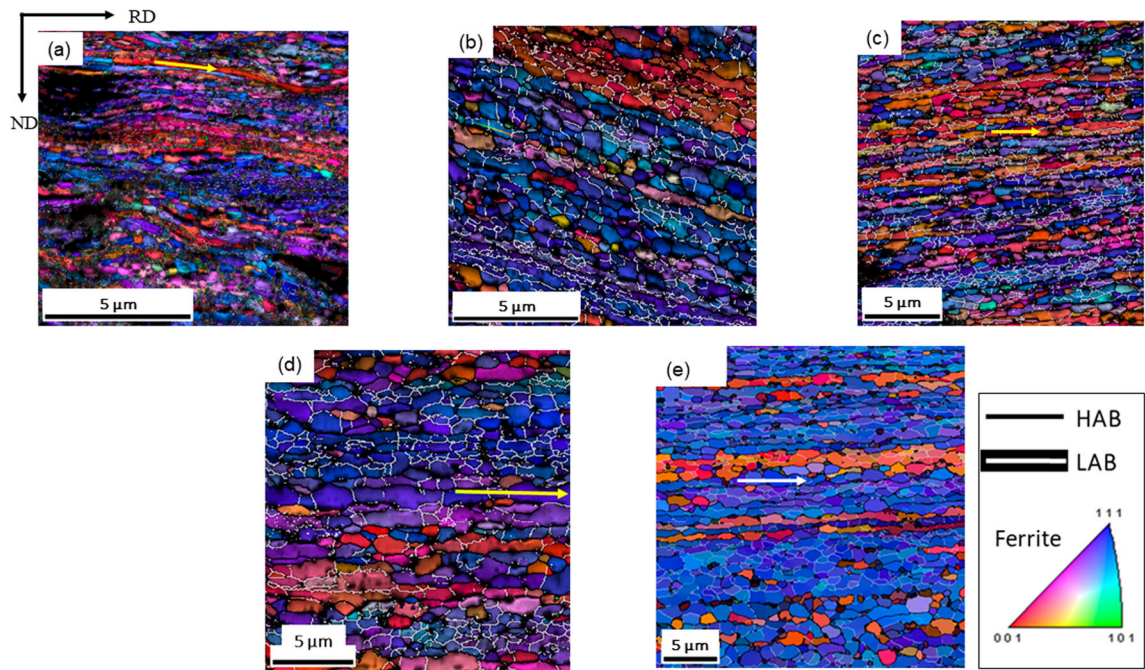 RD
(a)
(b)
(c)
ND
5 µm
5 µm
5 µm
(d)
(e)
HAB
LAB
111
Ferrite
001
101
5 µm
5 µm